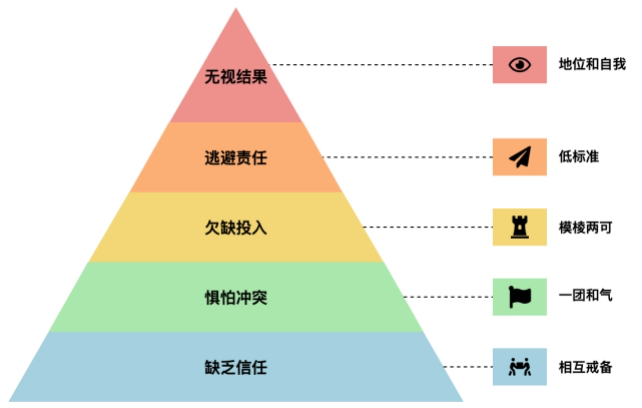 无视结果
地位和自我
逃避责任
低标准
欠缺投入
模棱两可
惧怕冲突
一团和气
缺乏信任
相互戒备